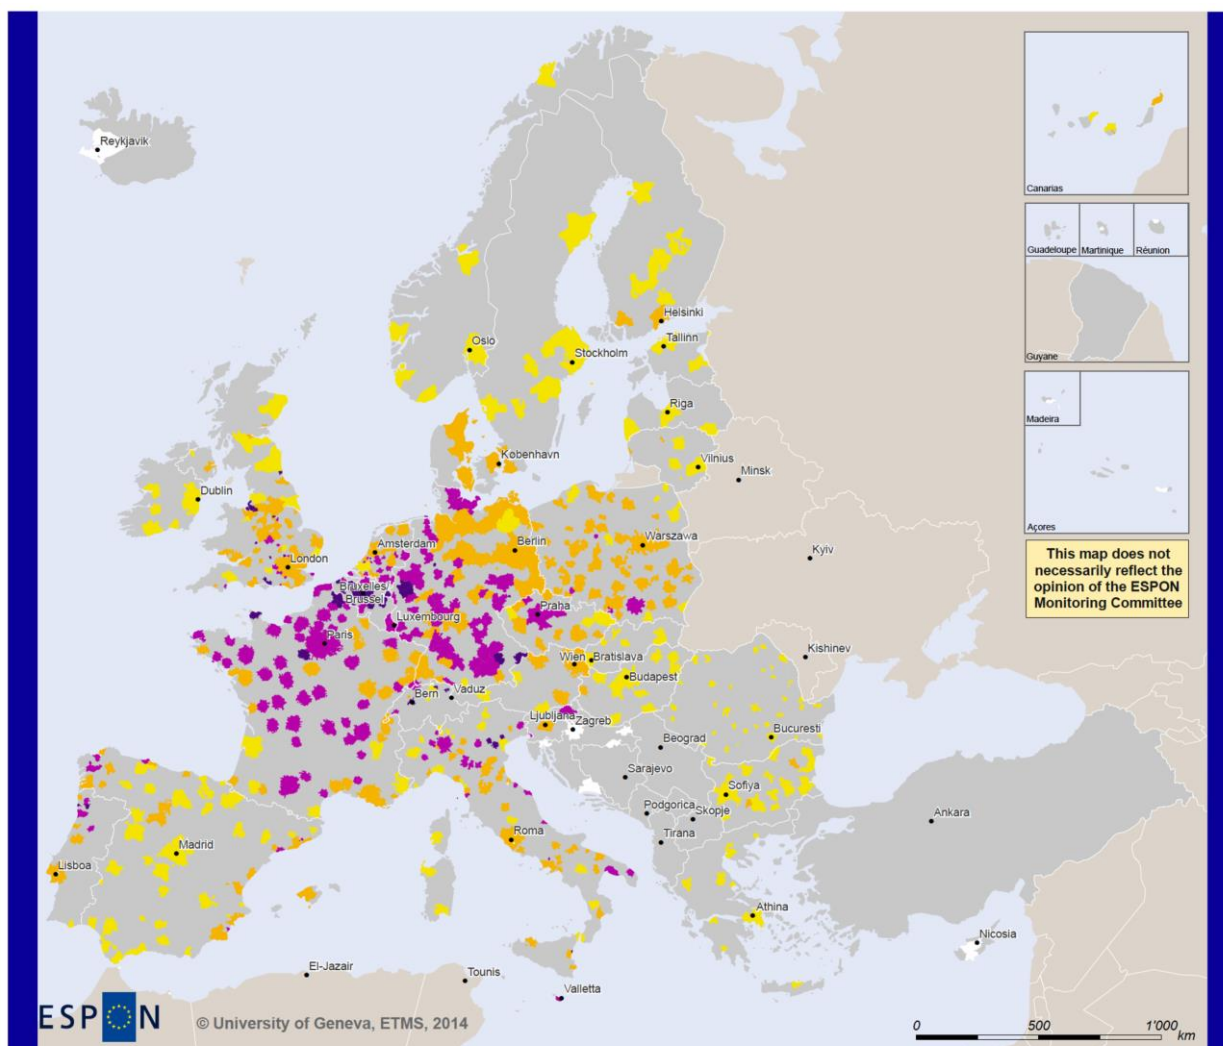 Reykjavik
Canarias
Guadeloupe
Martinique
Réunion
Guyane
Madeira
Açores
This map does not
necessarily reflect the
opinion of the ESPON
Monitoring Committee
Helsinki
Tallinn
Oslo
Stockholm
Riga
København
Vilnius
Minsk
Dublin
Amsterdam
Berlin
Warszawa
London
Kyiv
Bruxelles/
Brussel
Luxembourg
Praha
Paris
Kishinev
Wien
Bratislava
Budapest
Bern
Vaduz
Ljubljana
Zagreb
Beograd
Bucuresti
Sarajevo
Sofiya
Podgorica
Skopje
Ankara
Tirana
Roma
Madrid
Lisboa
Athina
Nicosia
El-Jazair
Tounis
Valletta
ESPON
© University of Geneva, ETMS, 2014
0 500 1'000
km